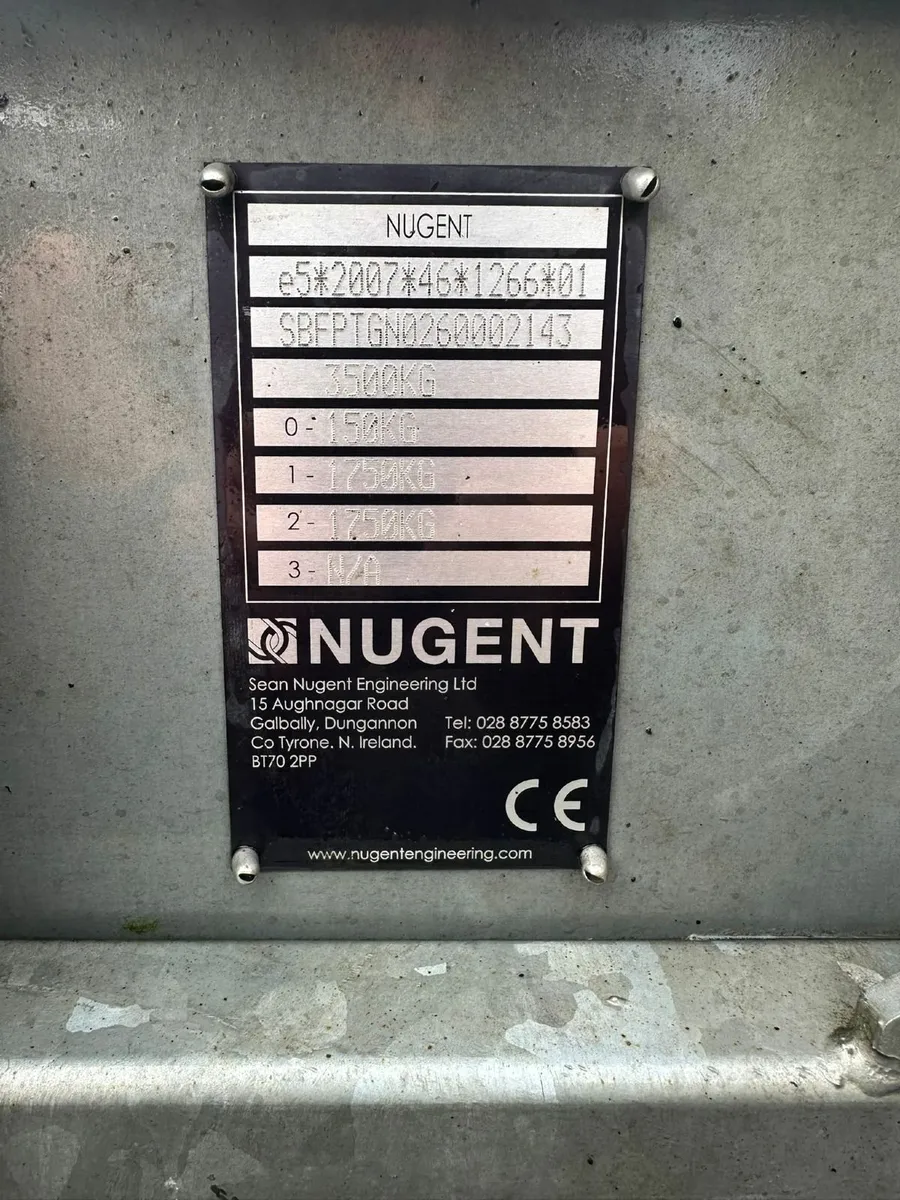 NUGENT
e5*2007*46*1266*01
SBFPTGN0260002143
3500KG
0 - 150KG
1 - 1750KG
2 - 1750KG
3 - N/A
NUGENT
Sean Nugent Engineering Ltd
15 Aughnagar Road
Galbally, Dungannon Tel: 028 8775 8583
Co Tyrone. N. Ireland. Fax: 028 8775 8956
BT70 2PP
CE
www.nugentengineering.com